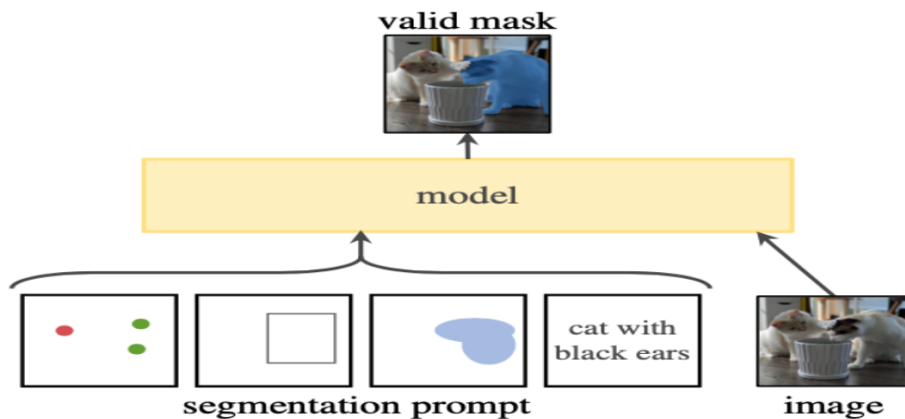 valid mask
model
cat with
black ears
segmentation prompt
image